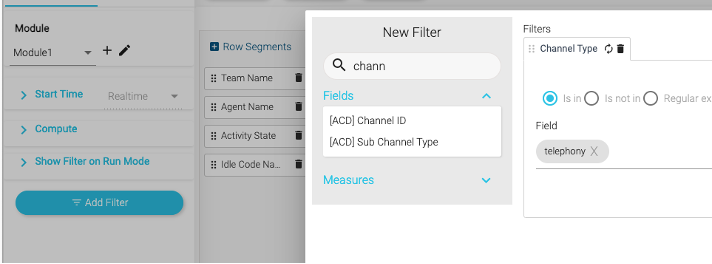 Module
Module1
Start Time
Realtime
Compute
Show Filter on Run Mode
Add Filter
Row Segments
Team Name
Agent Name
Activity State
Idle Code Na...
New Filter
chann
Fields
[ACD] Channel ID
[ACD] Sub Channel Type
Measures
Filters
Channel Type
Is in
Is not in
Regular ex
Field
telephony X